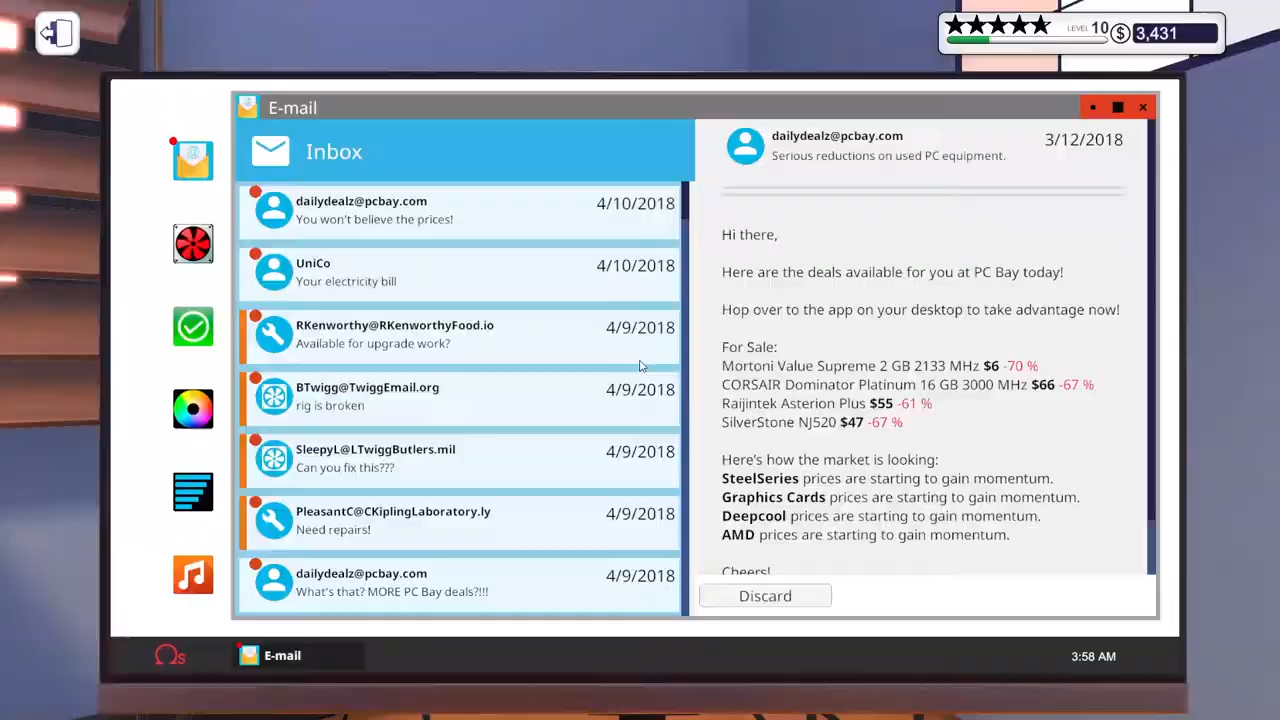 LEVEL 10 $ 3,431
E-mail
Inbox
dailydealz@pcbay.com 4/10/2018
You won't believe the prices!
UniCo 4/10/2018
Your electricity bill
RKenworthy@RKenworthyFood.io 4/9/2018
Available for upgrade work?
BTwigg@TwiggEmail.org 4/9/2018
rig is broken
SleepyL@LTwiggButlers.mil 4/9/2018
Can you fix this???
PleasantC@CKiplingLaboratory.ly 4/9/2018
Need repairs!
dailydealz@pcbay.com 4/9/2018
What's that? MORE PC Bay deals?!!!
dailydealz@pcbay.com 3/12/2018
Serious reductions on used PC equipment.
Hi there,
Here are the deals available for you at PC Bay today!
Hop over to the app on your desktop to take advantage now!
For Sale:
Mortoni Value Supreme 2 GB 2133 MHz $6 -70 %
CORSAIR Dominator Platinum 16 GB 3000 MHz $66 -67 %
Raijintek Asterion Plus $55 -61 %
SilverStone NJ520 $47 -67 %
Here's how the market is looking:
SteelSeries prices are starting to gain momentum.
Graphics Cards prices are starting to gain momentum.
Deepcool prices are starting to gain momentum.
AMD prices are starting to gain momentum.
Cheers!
Discard
Ωs E-mail 3:58 AM